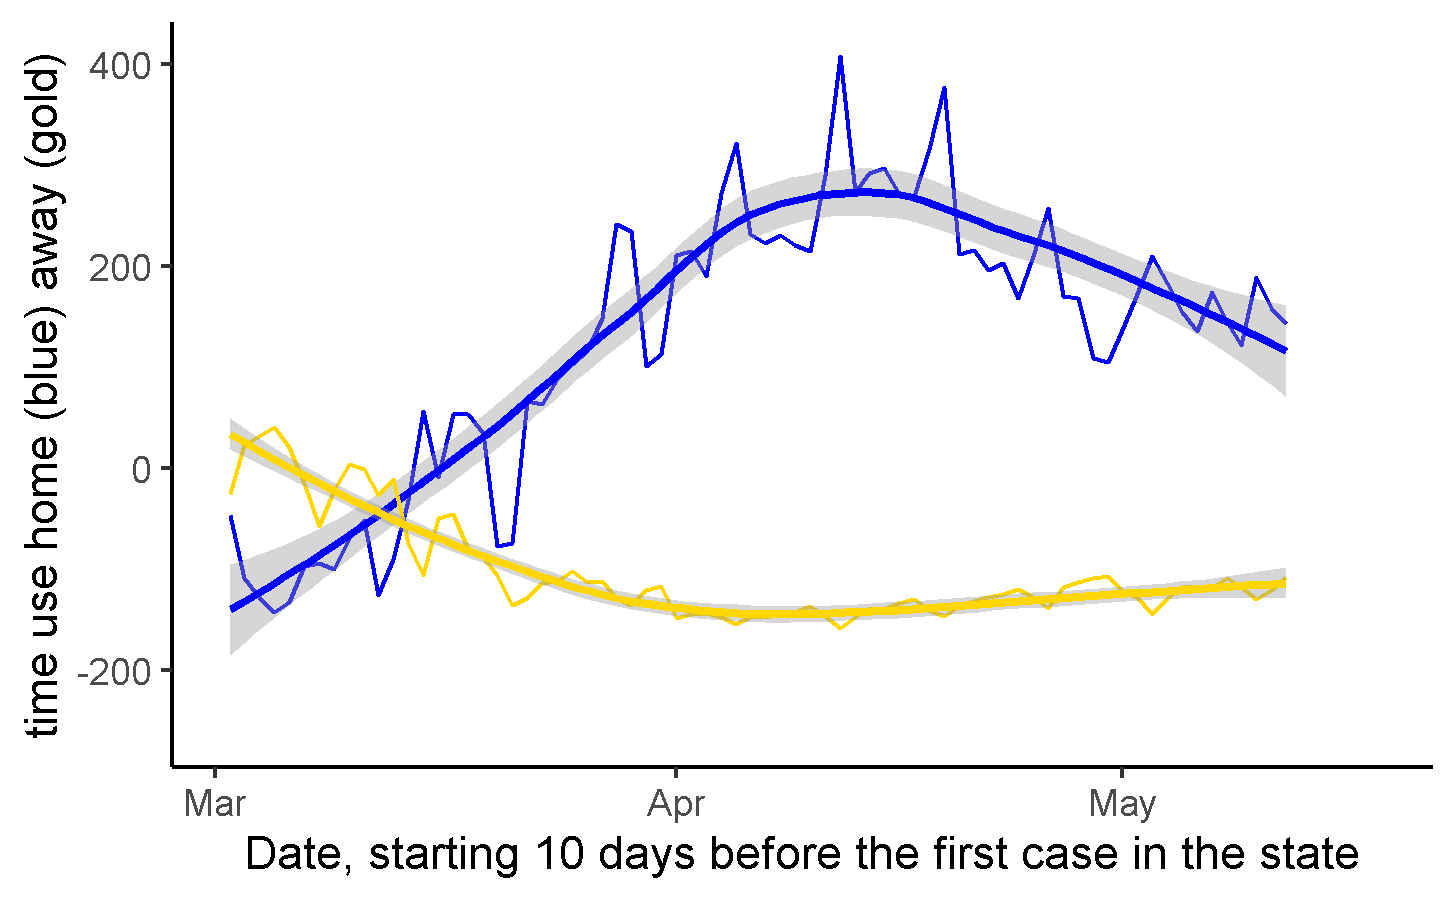 time use home (blue) away (gold)
400
200
0
-200
Mar Apr May
Date, starting 10 days before the first case in the state